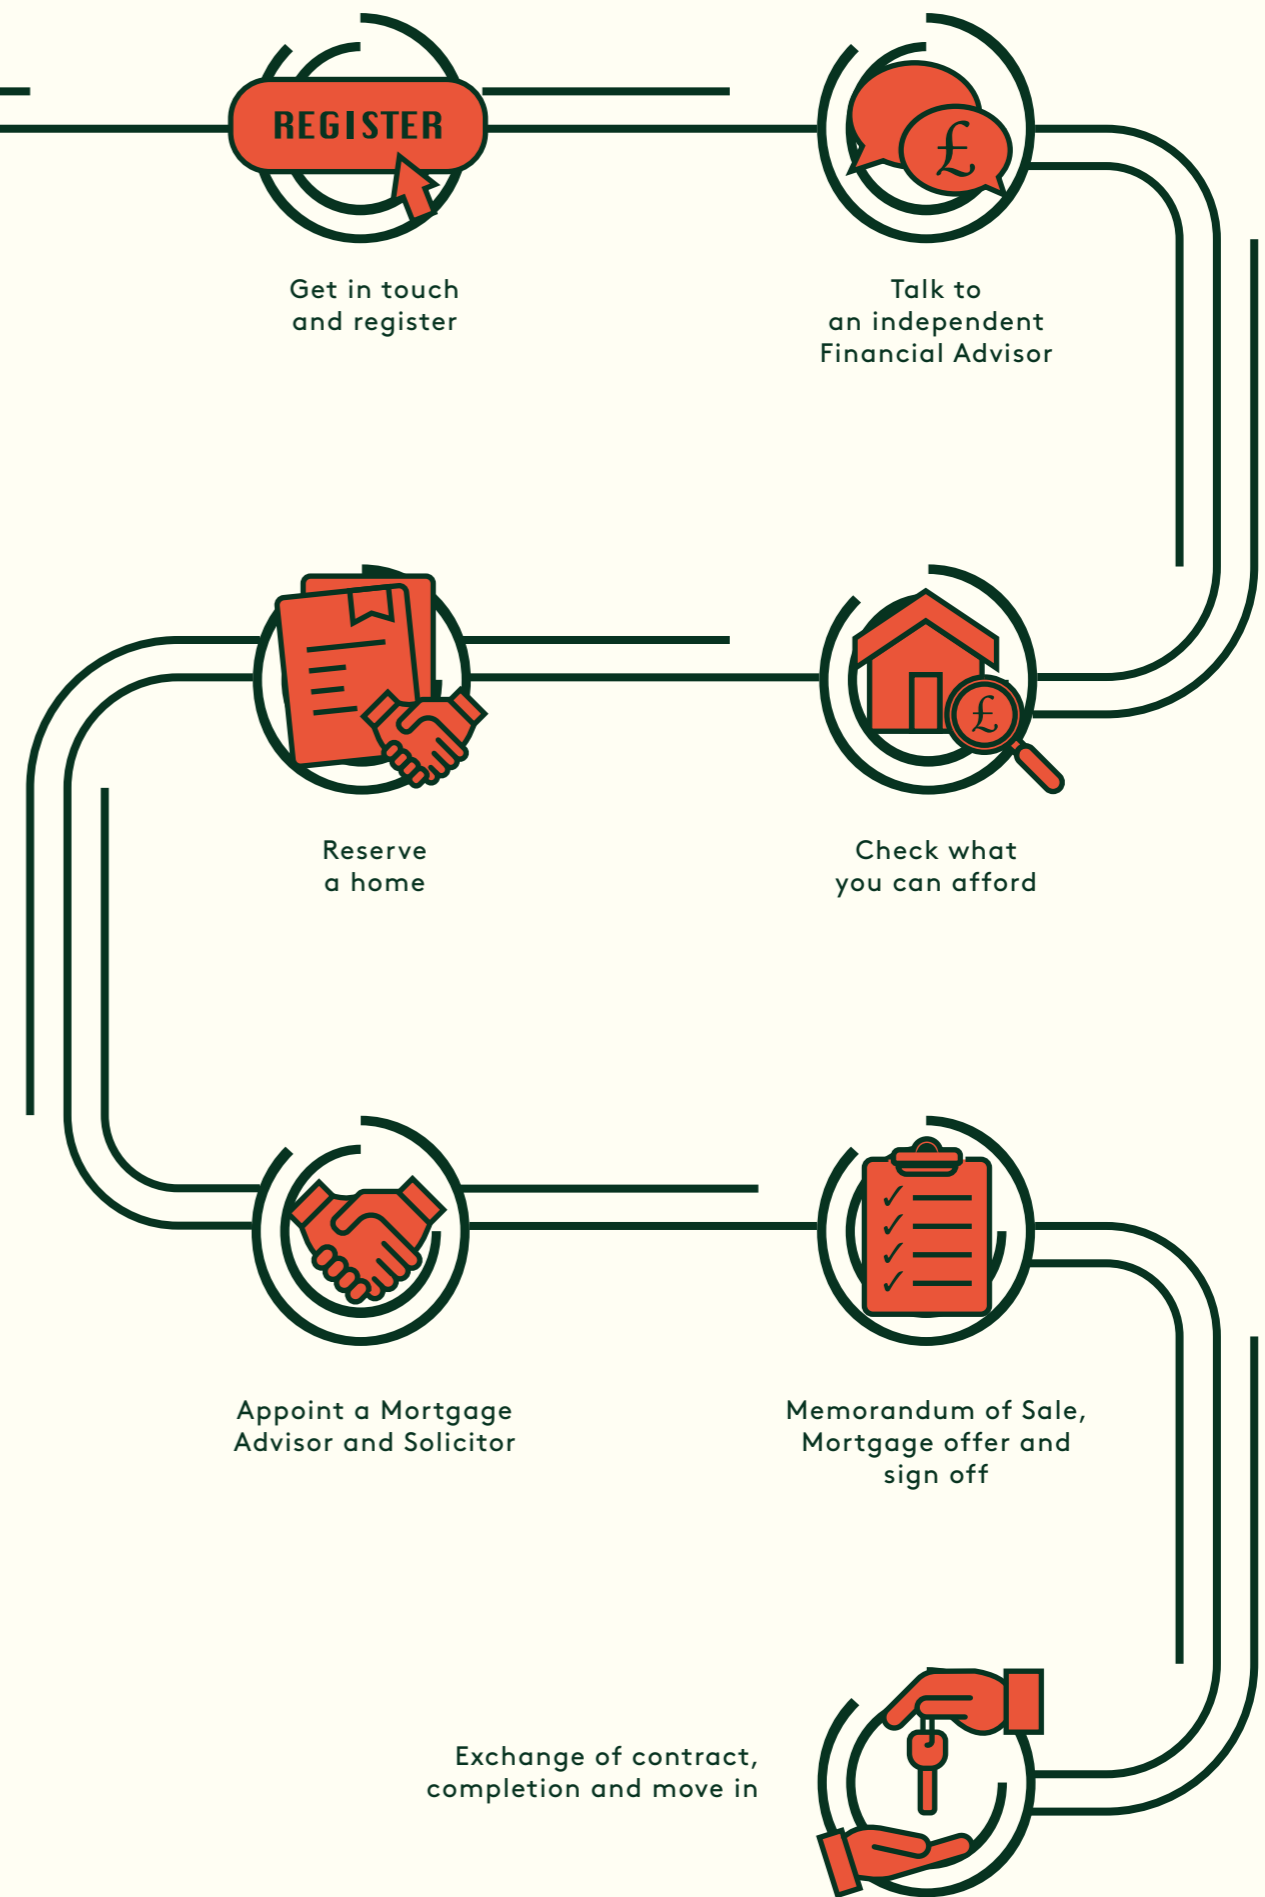 REGISTER
£
Get in touch
and register
Talk to
an independent
Financial Advisor
£
Check what
you can afford
Reserve
a home
Appoint a Mortgage
Advisor and Solicitor
Memorandum of Sale,
Mortgage offer and
sign off
Exchange of contract,
completion and move in